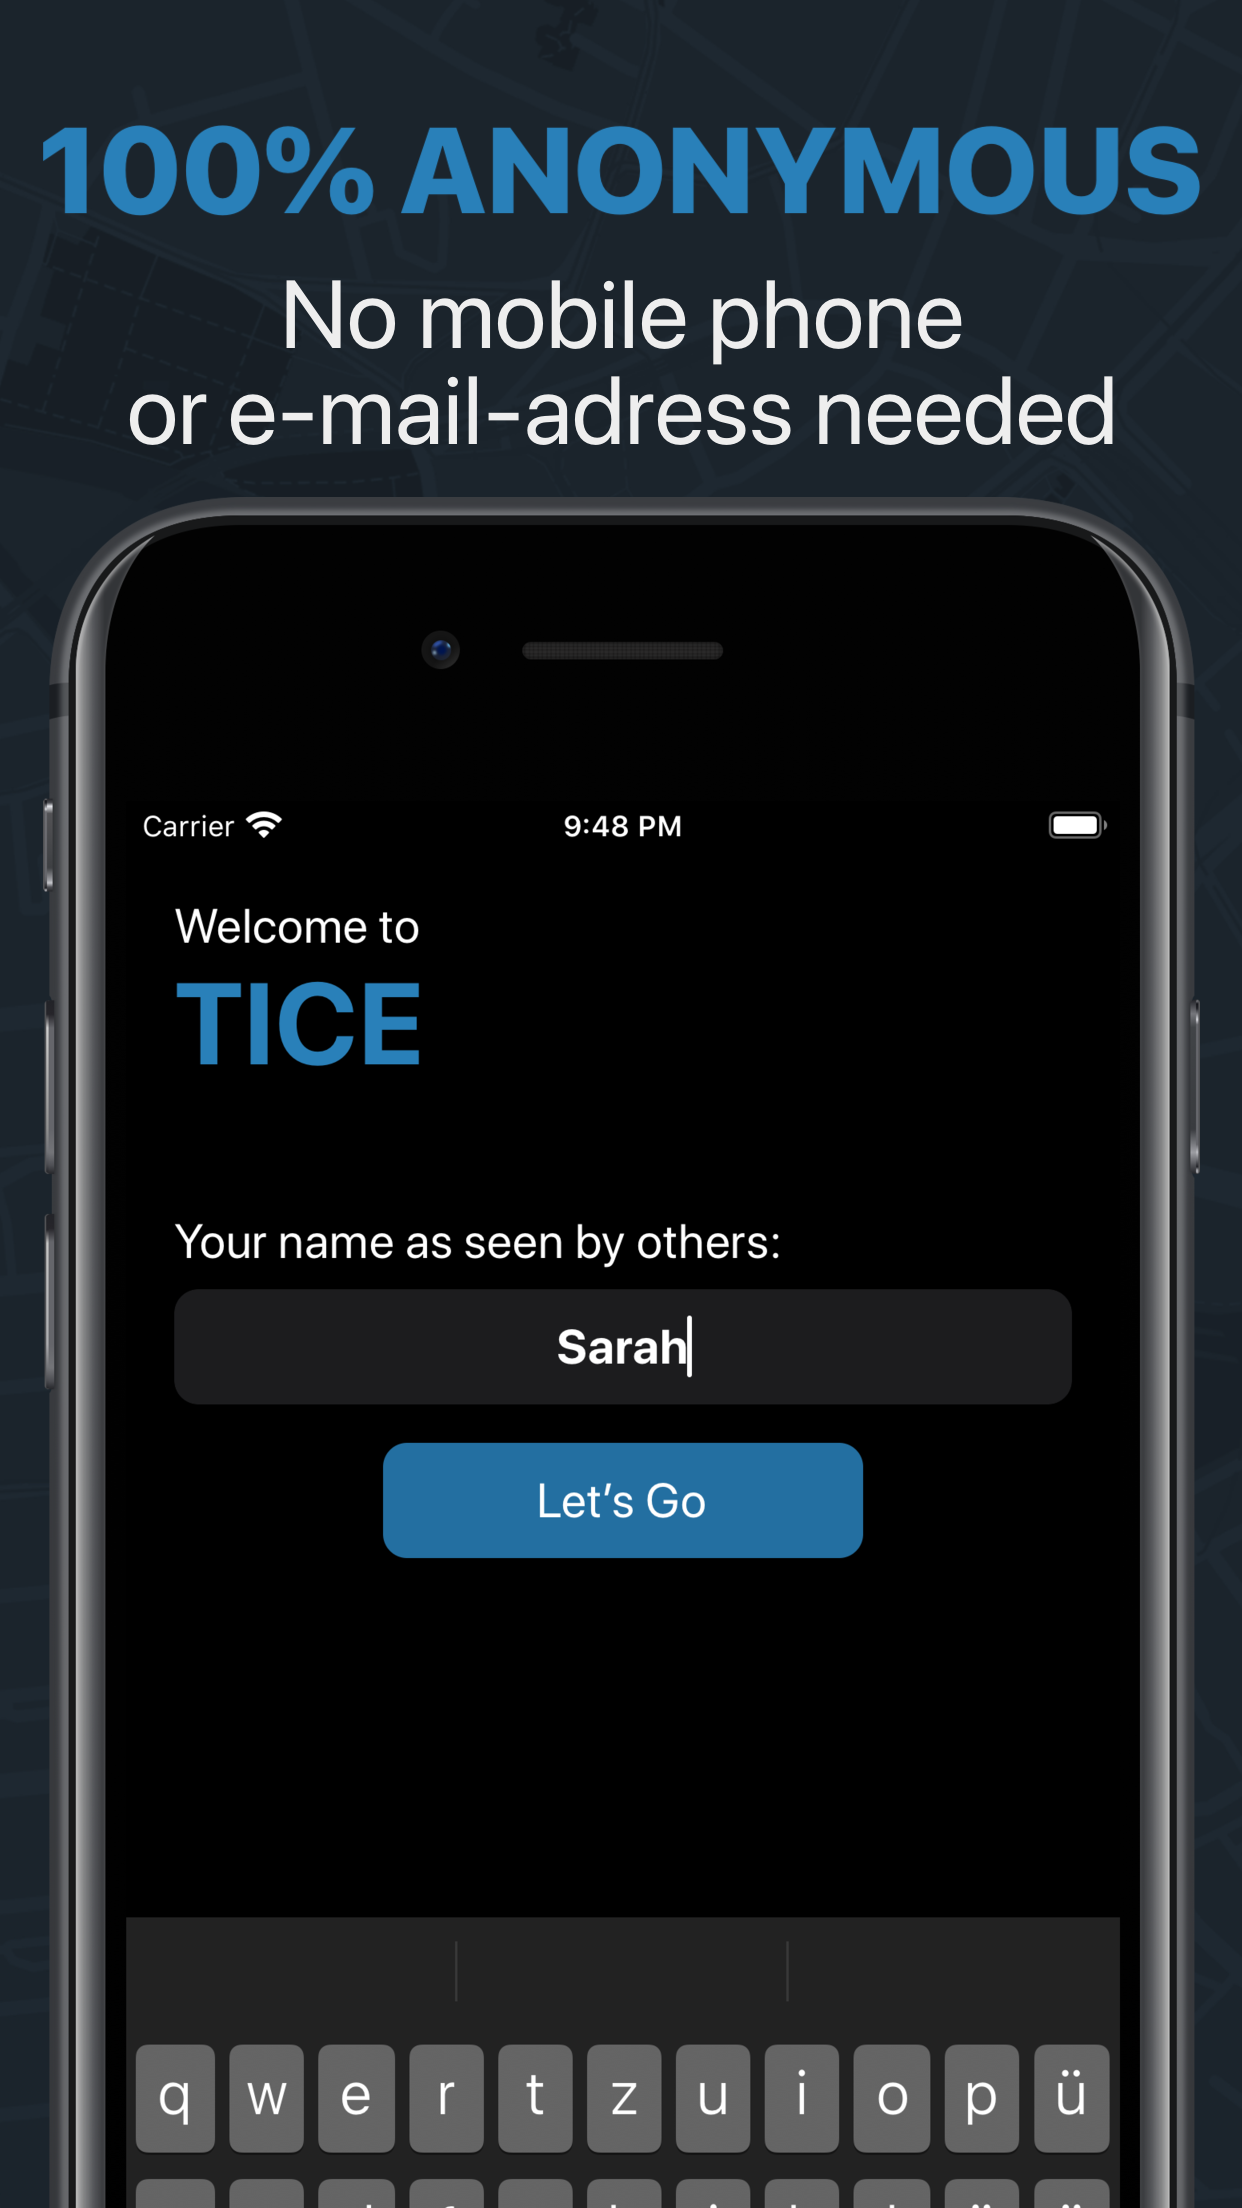 100% ANONYMOUS
No mobile phone
or e-mail-adress needed
Carrier 9:48 PM
Welcome to
TICE
Your name as seen by others:
Sarah
Let’s Go
q w e r t z u i o p ü